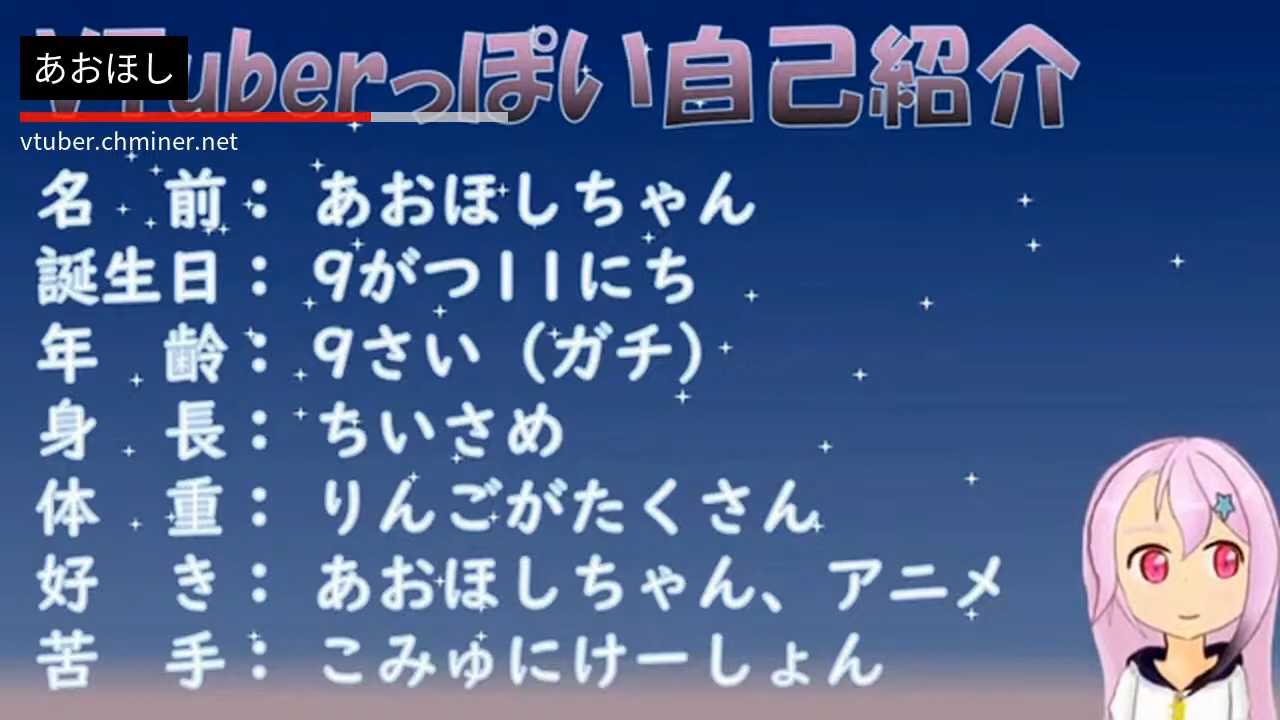 VTuberっぽい自己紹介
あおほし
vtuber.chminer.net
名　前：あおほしちゃん
誕生日：9がつ11にち
年　齢：9さい（ガチ）
身　長：ちいさめ
体　重：りんごがたくさん
好　き：あおほしちゃん、アニメ
苦　手：こみゅにけーしょん